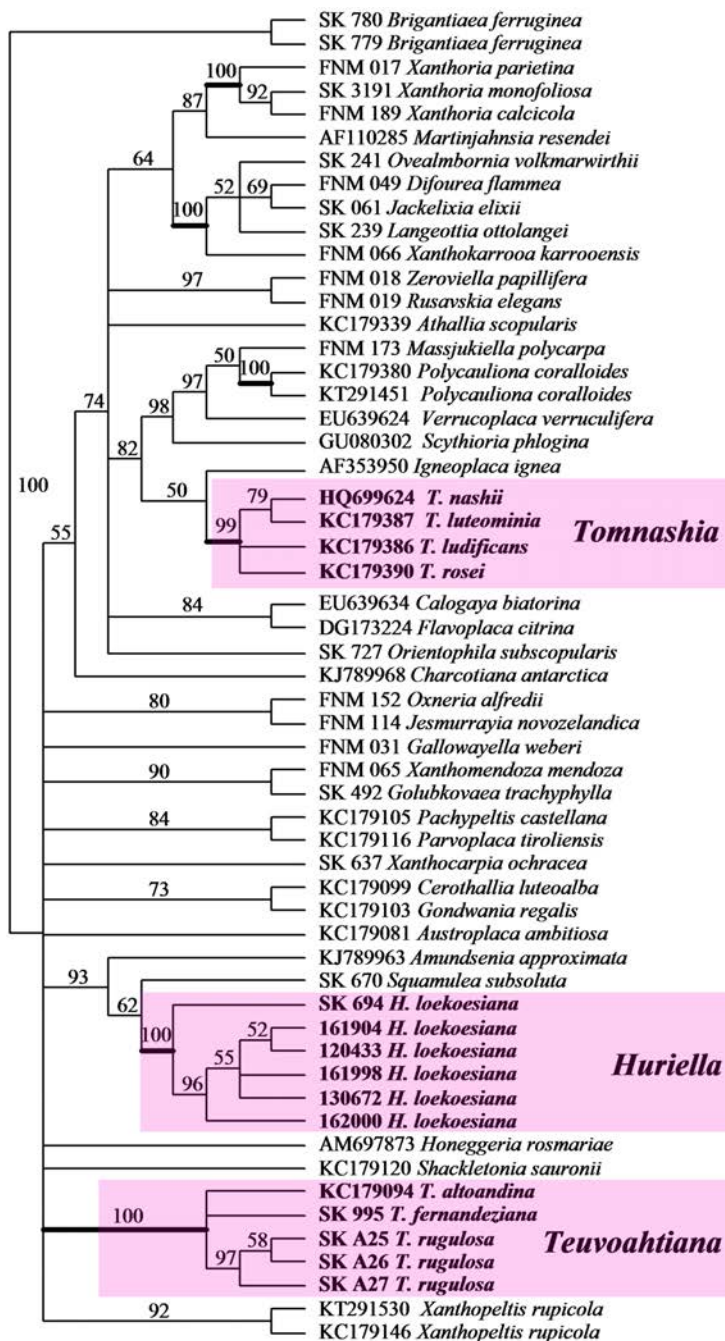 SK 780 Brigantiaea ferruginea
SK 779 Brigantiaea ferruginea
100 FNM 017 Xanthoria parietina
92 SK 3191 Xanthoria monofoliosa
87 FNM 189 Xanthoria calcicola
AF110285 Martinjahnsia resendei
64 SK 241 Ovealmbornia volkmarwirthii
52 69 FNM 049 Difourea flammea
100 SK 061 Jackelixia elixii
SK 239 Langeottia ottolangei
FNM 066 Xanthokarrooa karrooensis
97 FNM 018 Zeroviella papillifera
FNM 019 Rusavskia elegans
KC179339 Athallia scopularis
50 FNM 173 Massjukiella polycarpa
100 KC179380 Polycauliona coralloides
97 KT291451 Polycauliona coralloides
74 98 EU639624 Verrucoplaca verruculifera
82 GU080302 Scythioria phlogina
50 AF353950 Igneoplaca ignea
100 79 HQ699624 T. nashii
99 KC179387 T. luteominia
Tomnashia
55 KC179386 T. ludificans
KC179390 T. rosei
84 EU639634 Calogaya biatorina
DG173224 Flavoplaca citrina
SK 727 Orientophila subscopularis
KJ789968 Charcotiana antarctica
80 FNM 152 Oxneria alfredii
FNM 114 Jesmurrayia novozelandica
FNM 031 Gallowayella weberi
90 FNM 065 Xanthomendoza mendoza
SK 492 Golubkovaea trachyphylla
84 KC179105 Pachypeltis castellana
KC179116 Parvoplaca tiroliensis
SK 637 Xanthocarpia ochracea
73 KC179099 Cerothallia luteoalba
KC179103 Gondwania regalis
KC179081 Austroplaca ambitiosa
93 KJ789963 Amundsenia approximata
62 SK 670 Squamulea subsoluta
100 SK 694 H. loekoesiana
52 161904 H. loekoesiana
55 120433 H. loekoesiana
Huriella
96 161998 H. loekoesiana
130672 H. loekoesiana
162000 H. loekoesiana
AM697873 Honeggeria rosmariae
KC179120 Shackletonia sauronii
100 KC179094 T. altoandina
SK 995 T. fernandeziana
58 SK A25 T. rugulosa
Teuvoahtiana
97 SK A26 T. rugulosa
SK A27 T. rugulosa
92 KT291530 Xanthopeltis rupicola
KC179146 Xanthopeltis rupicola